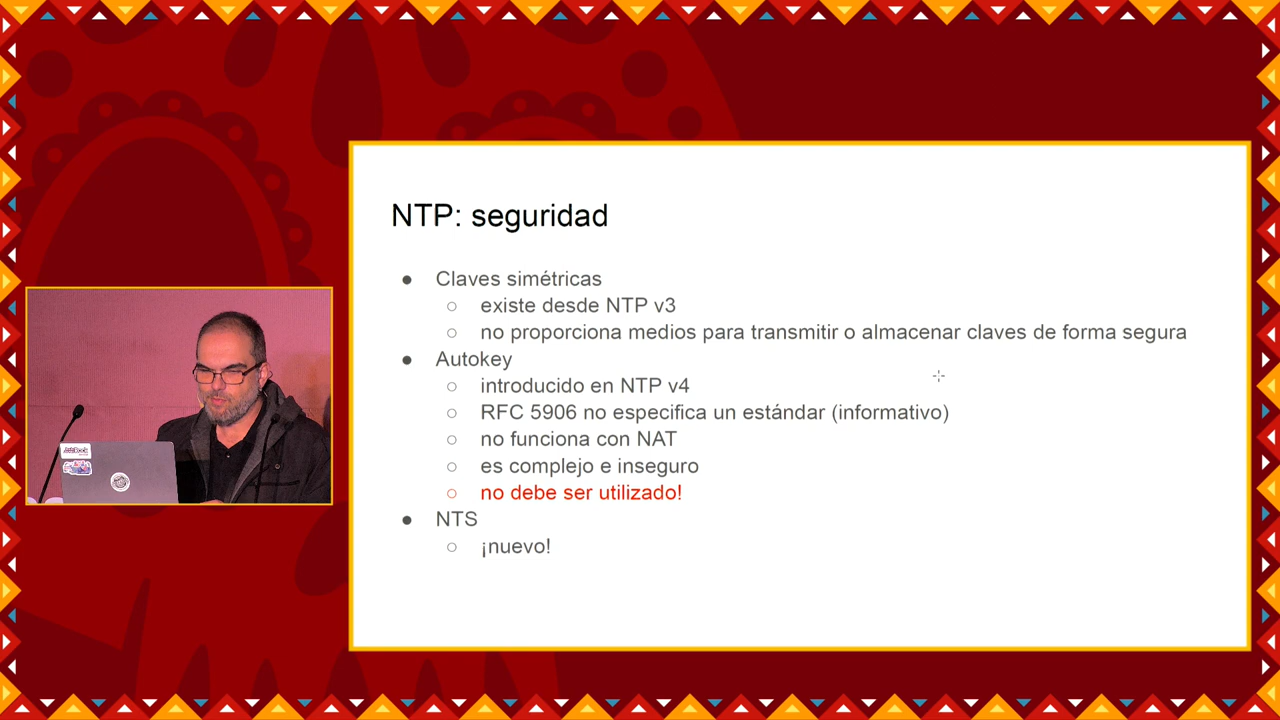 NTP: seguridad
● Claves simétricas
○ existe desde NTP v3
○ no proporciona medios para transmitir o almacenar claves de forma segura
● Autokey
○ introducido en NTP v4
○ RFC 5906 no especifica un estándar (informativo)
○ no funciona con NAT
○ es complejo e inseguro
○ no debe ser utilizado!
● NTS
○ ¡nuevo!